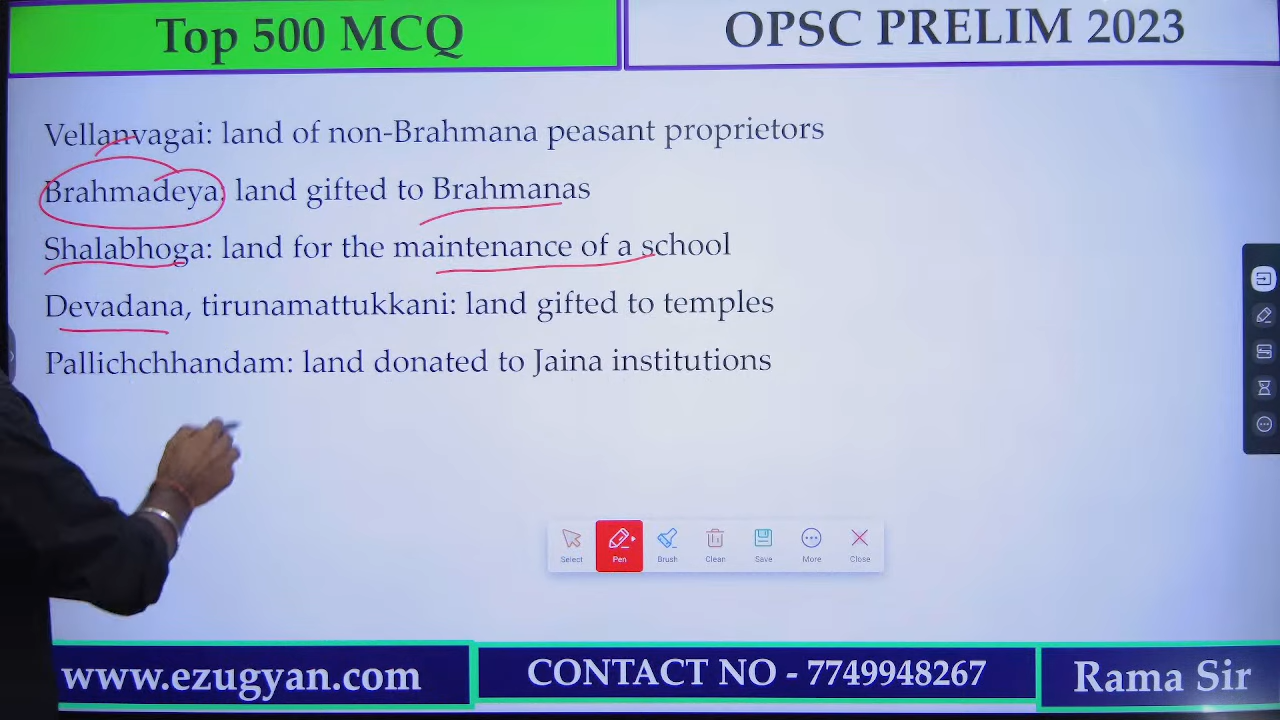 Top 500 MCQ
OPSC PRELIM 2023
Vellanvagai: land of non-Brahmana peasant proprietors
Brahmadeya: land gifted to Brahmanas
Shalabhoga: land for the maintenance of a school
Devadana, tirunamattukkani: land gifted to temples
Pallichchhandam: land donated to Jaina institutions
Select Pen Brush Clean Save More Close
www.ezugyan.com
CONTACT NO - 7749948267
Rama Sir